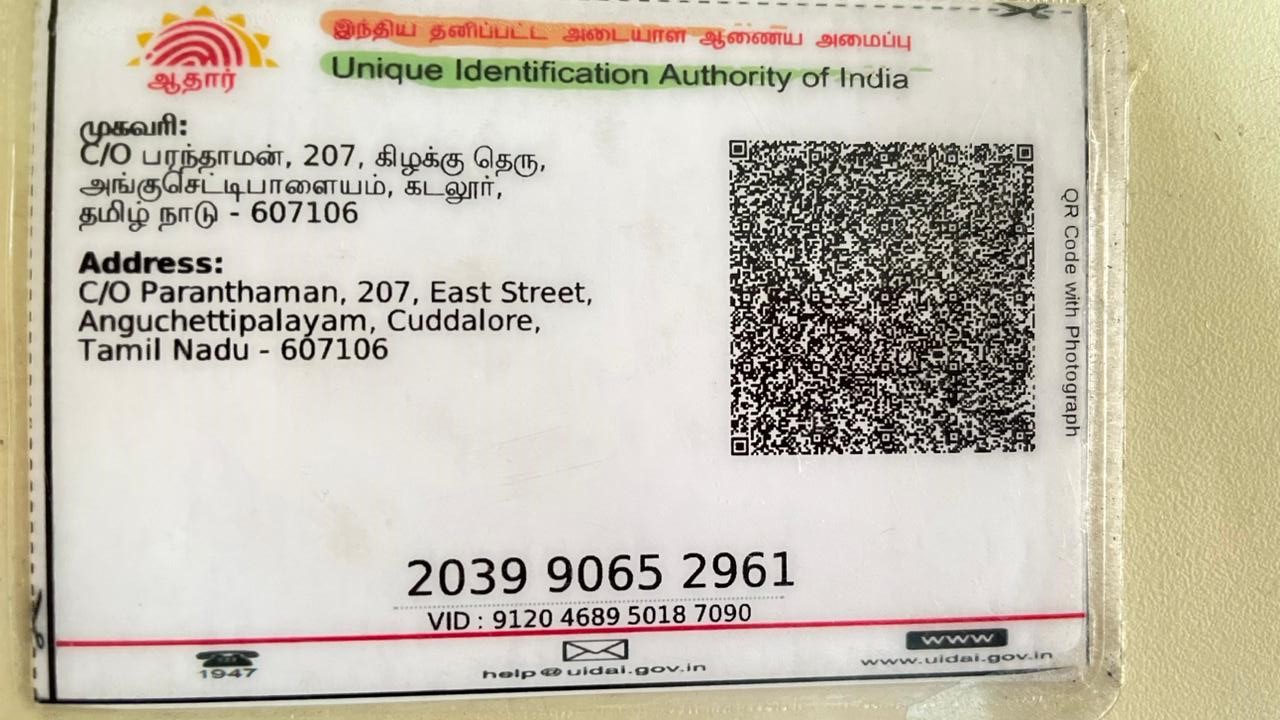 ஆதார்
இந்திய தனிப்பட்ட அடையாள ஆணைய அமைப்பு
Unique Identification Authority of India
முகவரி:
C/O பரந்தாமன், 207, கிழக்கு தெரு,
அங்குசெட்டிபாளையம், கடலூர்,
தமிழ் நாடு - 607106
Address:
C/O Paranthaman, 207, East Street,
Anguchettipalayam, Cuddalore,
Tamil Nadu - 607106
QR Code with Photograph
2039 9065 2961
VID : 9120 4689 5018 7090
1947
help@uidai.gov.in
www
www.uidai.gov.in